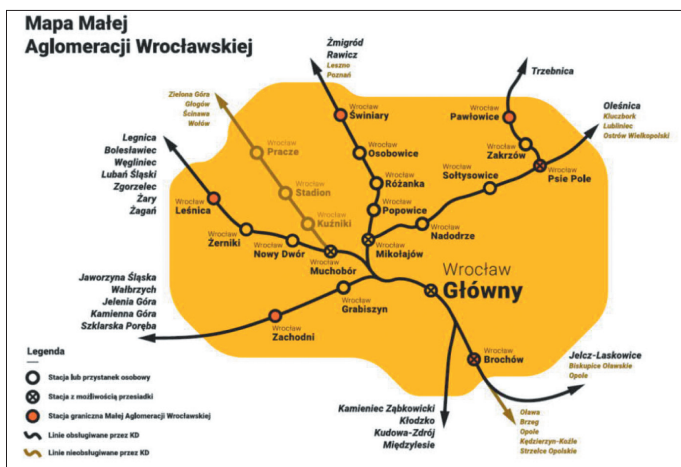 Mapa Małej
Aglomeracji Wrocławskiej
Żmigród
Rawicz
Leszno
Poznań
Trzebnica
Zielona Góra
Głogów
Ścinawa
Wołów
Oleśnica
Kluczbork
Lubliniec
Ostrów Wielkopolski
Legnica
Bolesławiec
Węgliniec
Lubań Śląski
Zgorzelec
Żary
Żagań
Wrocław
Świniary
Wrocław
Pawłowice
Wrocław
Pracze
Wrocław
Osobowice
Wrocław
Zakrzów
Wrocław
Psie Pole
Wrocław
Sołtysowice
Wrocław
Stadion
Wrocław
Różanka
Wrocław
Leśnica
Wrocław
Popowice
Wrocław
Kuźniki
Wrocław
Żerniki
Wrocław
Nowy Dwór
Wrocław
Muchobór
Wrocław
Mikołajów
Wrocław
Nadodrze
Wrocław
Główny
Jaworzyna Śląska
Wałbrzych
Jelenia Góra
Kamienna Góra
Szklarska Poręba
Wrocław
Grabiszyn
Wrocław
Zachodni
Wrocław
Brochów
Jelcz-Laskowice
Biskupice Oławskie
Opole
Legenda
Stacja lub przystanek osobowy
Stacja z możliwością przesiadki
Stacja graniczna Małej Aglomeracji Wrocławskiej
Linie obsługiwane przez KD
Linie nieobsługiwane przez KD
Kamieniec Ząbkowicki
Kłodzko
Kudowa-Zdrój
Międzylesie
Oława
Brzeg
Opole
Kędzierzyn-Koźle
Strzelce Opolskie